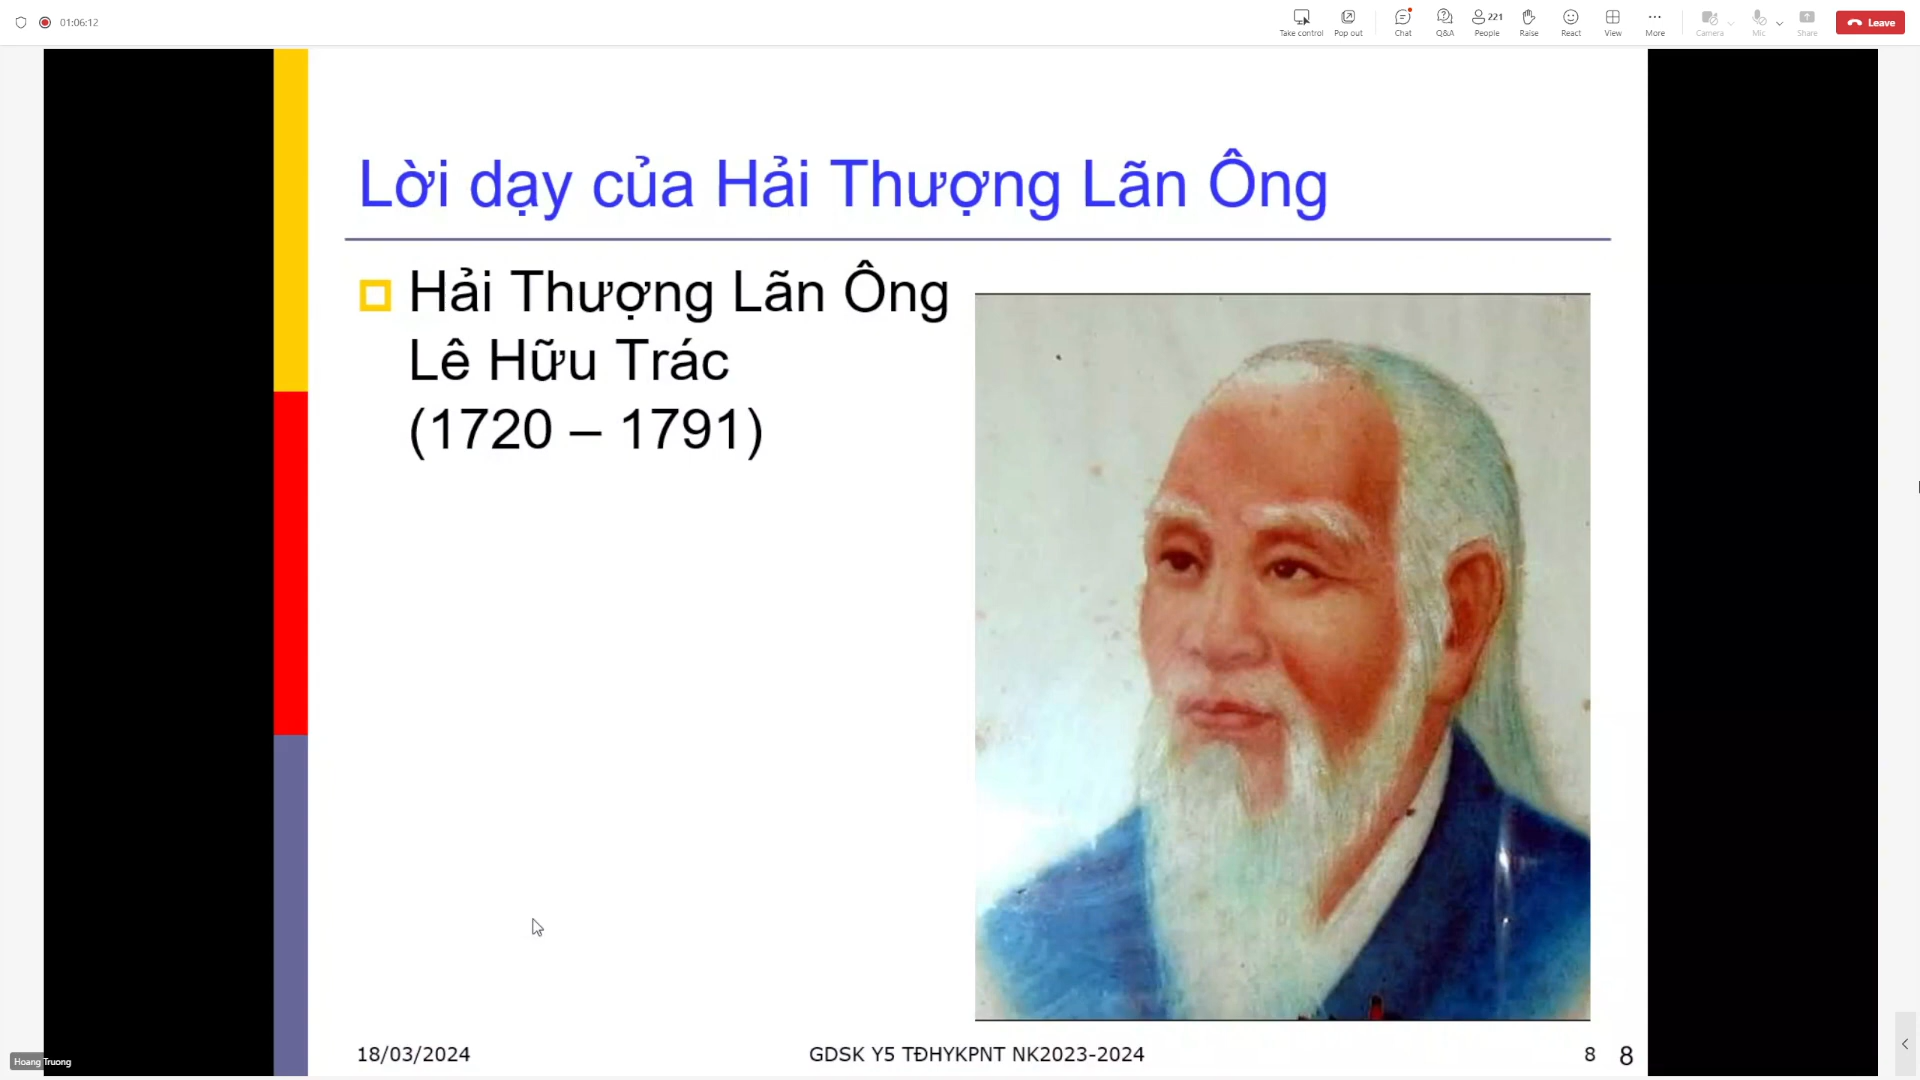 01:06:12
Take control
Pop out
Chat
Q&A
221
People
Raise
React
View
More
Camera
Mic
Share
Leave
Lời dạy của Hải Thượng Lãn Ông
Hải Thượng Lãn Ông
Lê Hữu Trác
(1720 – 1791)
18/03/2024
GDSK Y5 TĐHYKPNT NK2023-2024
8
8
Hoang Truong